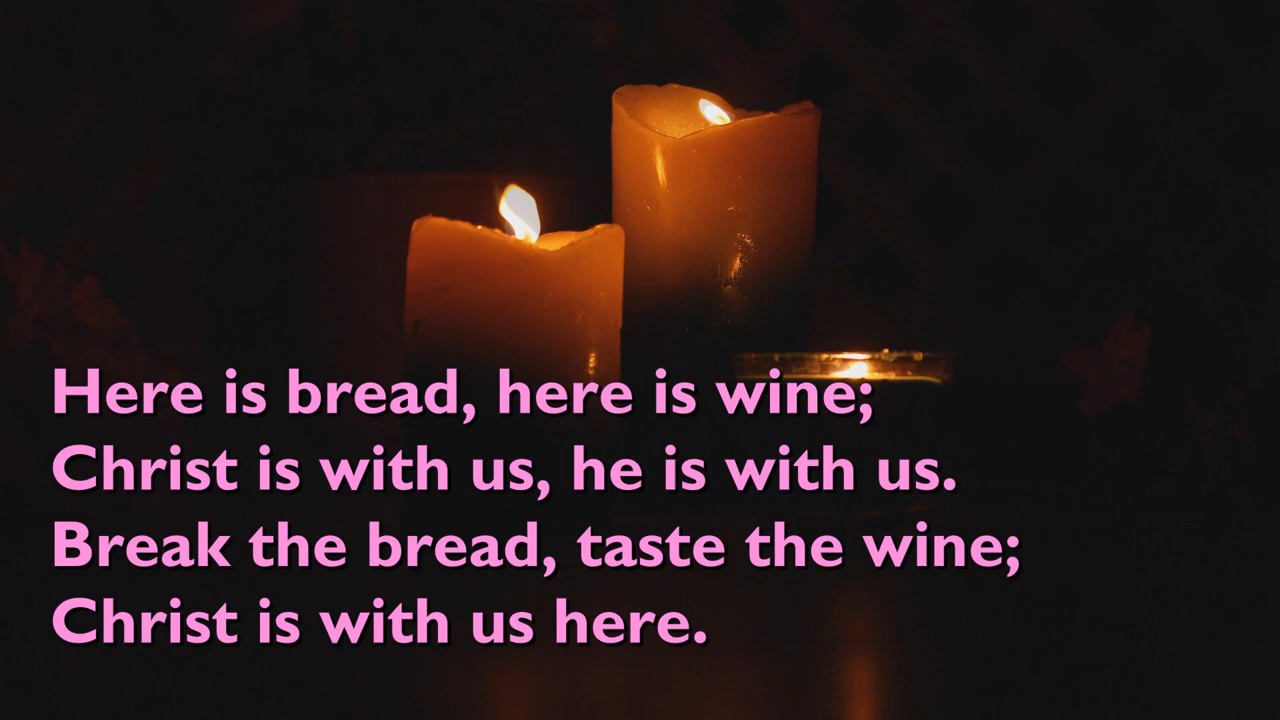 Here is bread, here is wine;
Christ is with us, he is with us.
Break the bread, taste the wine;
Christ is with us here.